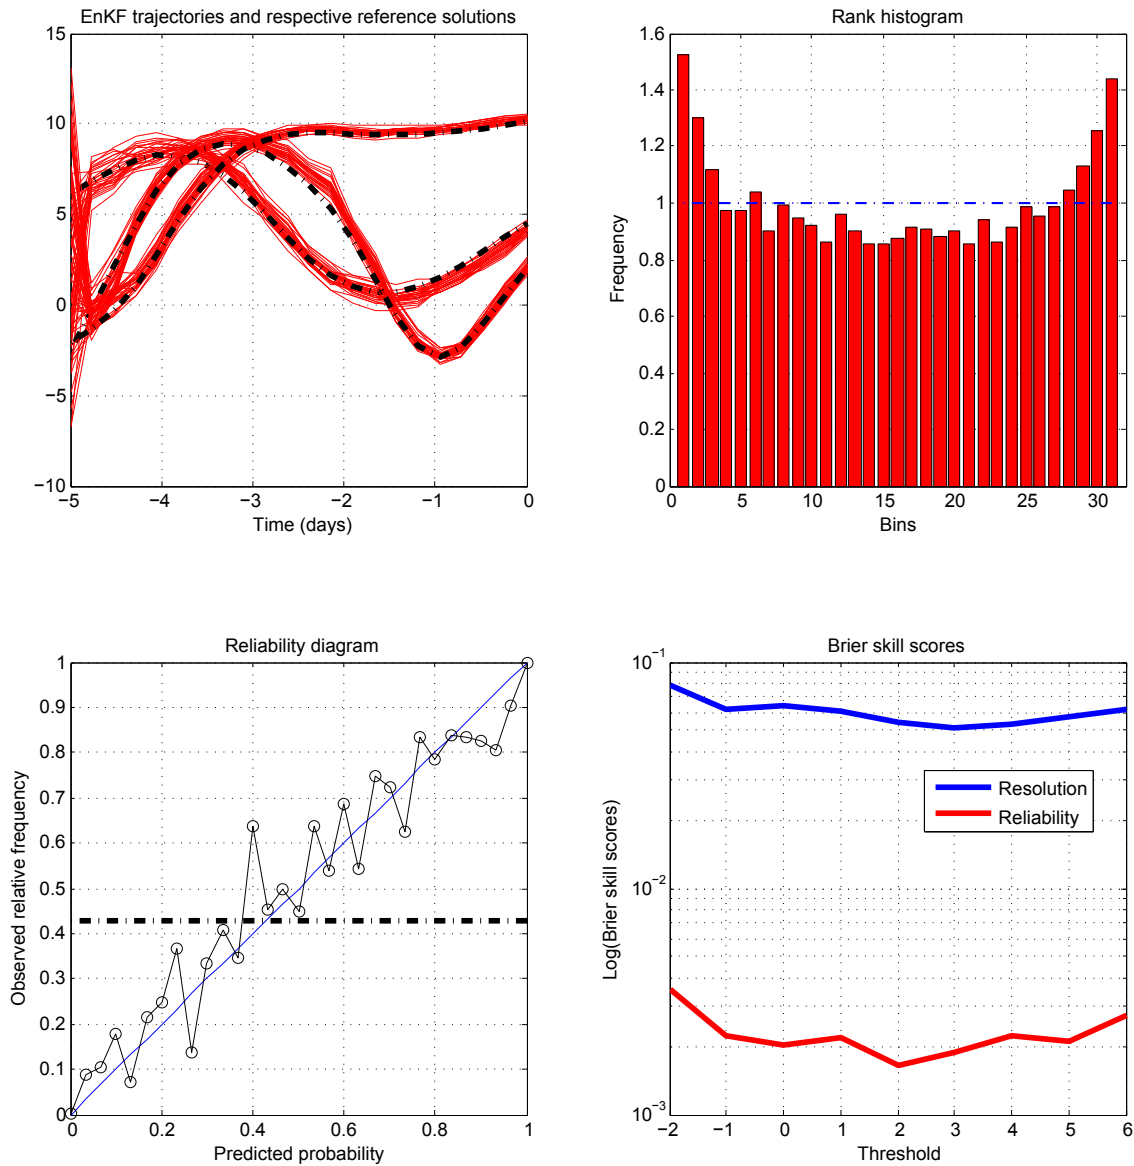 EnKF trajectories and respective reference solutions
15
10
5
0
−5
−10
−5 −4 −3 −2 −1 0
Time (days)
Rank histogram
1.6
1.4
1.2
1
0.8
0.6
0.4
0.2
0
0 5 10 15 20 25 30
Frequency
Bins
Reliability diagram
1
0.9
0.8
0.7
0.6
0.5
0.4
0.3
0.2
0.1
0
0 0.2 0.4 0.6 0.8 1
Observed relative frequency
Predicted probability
Brier skill scores
10−1
10−2
10−3
−2 −1 0 1 2 3 4 5 6
Log(Brier skill scores)
Threshold
Resolution
Reliability